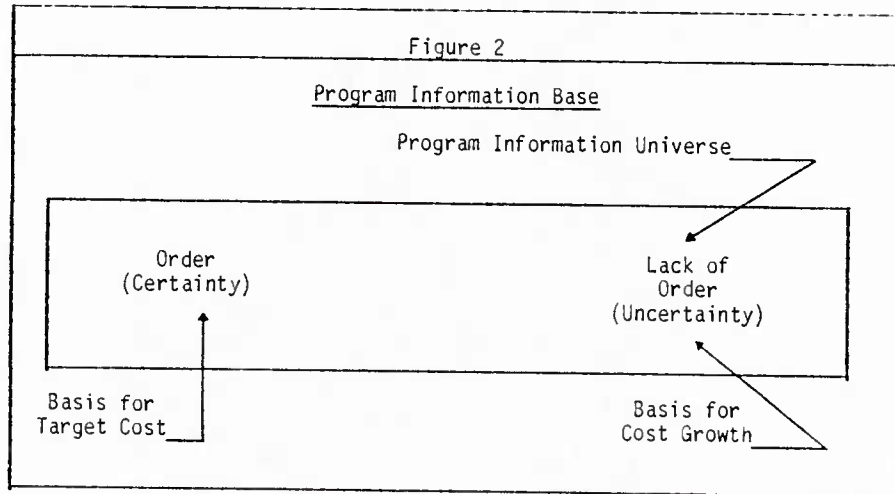 Figure 2
Program Information Base
Program Information Universe
Order
(Certainty)
Lack of
Order
(Uncertainty)
Basis for
Target Cost
Basis for
Cost Growth